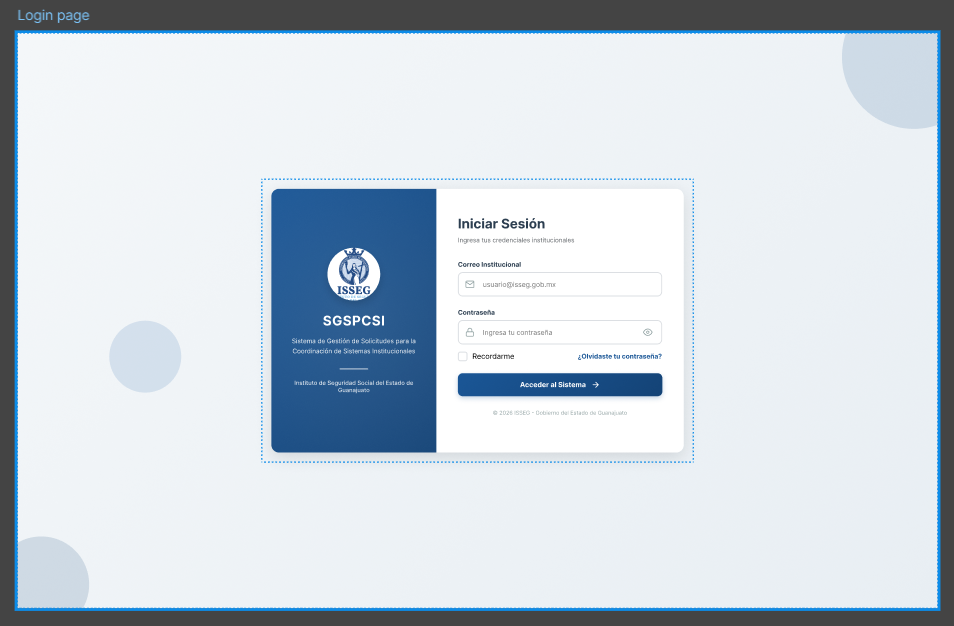 Login page
ISSEG
SGSPCSI
Sistema de Gestión de Solicitudes para la
Coordinación de Sistemas Institucionales
Instituto de Seguridad Social del Estado de
Guanajuato
Iniciar Sesión
Ingresa tus credenciales institucionales
Correo Institucional
usuario@isseg.gob.mx
Contraseña
Ingresa tu contraseña
Recordarme
¿Olvidaste tu contraseña?
Acceder al Sistema →
© 2026 ISSEG • Gobierno del Estado de Guanajuato